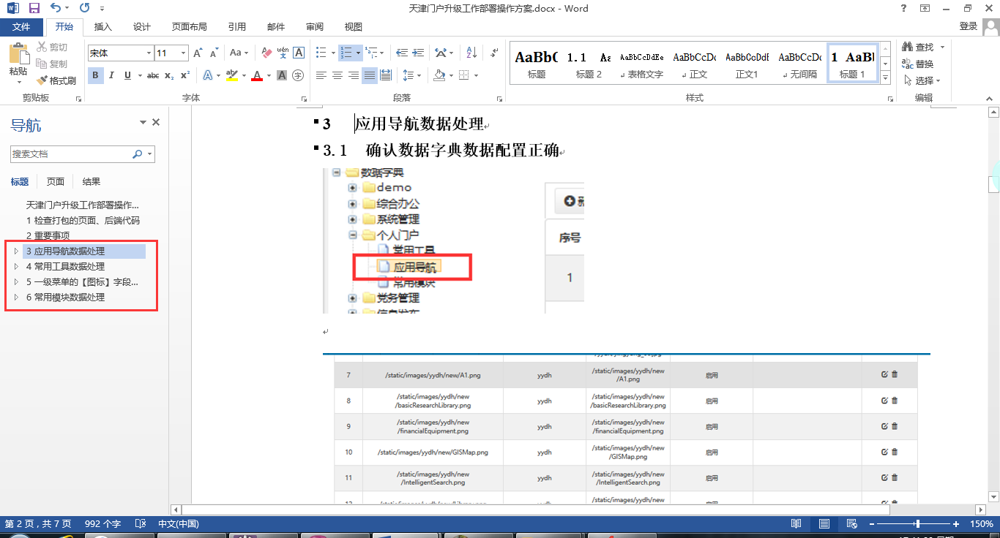 天津门户升级工作部署操作方案.docx - Word
文件 开始 插入 设计 页面布局 引用 邮件 审阅 视图 登录
粘贴
剪切
复制
格式刷
剪贴板
宋体 11
字体
段落
AaBbC 标题
1.1 Aa 标题 2
AaBbCcDdEe 表格文字
AaBbCcDc 正文
AaBbCcDdf 正文1
AaBbCcDc 无间隔
1 AaBl 标题 1
样式
查找
替换
选择
编辑
导航
搜索文档
标题 页面 结果
天津门户升级工作部署操作...
1 检查打包的页面、后端代码
2 重要事项
3 应用导航数据处理
4 常用工具数据处理
5 一级菜单的【图标】字段...
6 常用模块数据处理
3 应用导航数据处理
3.1 确认数据字典数据配置正确
数据字典
demo
综合办公
系统管理
个人门户
常用工具
应用导航
常用模块
党务管理
信息发布
序号
1
7 /static/images/yydh/new/A1.png yydh /static/images/yydh/new/A1.png 启用
8 /static/images/yydh/new/basicResearchLibrary.png yydh /static/images/yydh/new/basicResearchLibrary.png 启用
9 /static/images/yydh/new/financialEquipment.png yydh /static/images/yydh/new/financialEquipment.png 启用
10 /static/images/yydh/new/GISMap.png yydh /static/images/yydh/new/GISMap.png 启用
11 /static/images/yydh/new/IntelligentSearch.png yydh /static/images/yydh/new/IntelligentSearch.png 启用
/static/images/yydh/new
第 2 页，共 7 页 992 个字 中文(中国) 150%